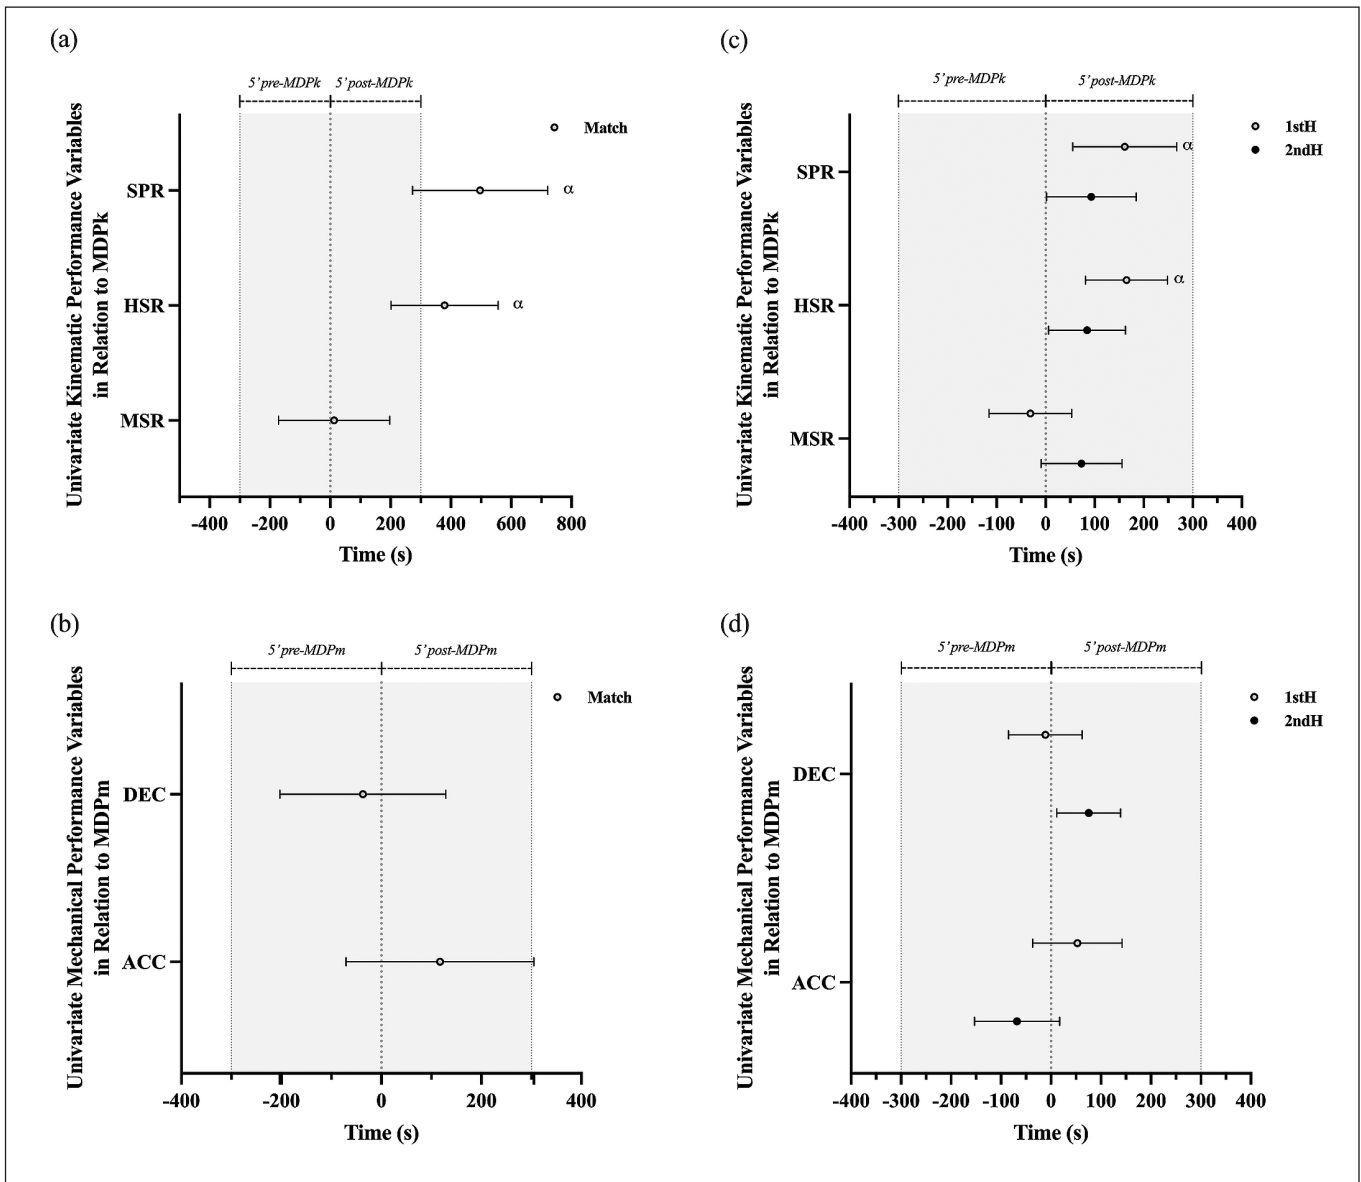 (a)
5’pre-MDPk 5’post-MDPk
Match
Univariate Kinematic Performance Variables
in Relation to MDPk
SPR
α
HSR
α
MSR
-400 -200 0 200 400 600 800
Time (s)
(c)
5’pre-MDPk 5’post-MDPk
1stH
2ndH
Univariate Kinematic Performance Variables
in Relation to MDPk
SPR
α
HSR
α
MSR
-400 -300 -200 -100 0 100 200 300 400
Time (s)
(b)
5’pre-MDPm 5’post-MDPm
Match
Univariate Mechanical Performance Variables
in Relation to MDPm
DEC
ACC
-400 -200 0 200 400
Time (s)
(d)
5’pre-MDPm 5’post-MDPm
1stH
2ndH
Univariate Mechanical Performance Variables
in Relation to MDPm
DEC
ACC
-400 -300 -200 -100 0 100 200 300 400
Time (s)